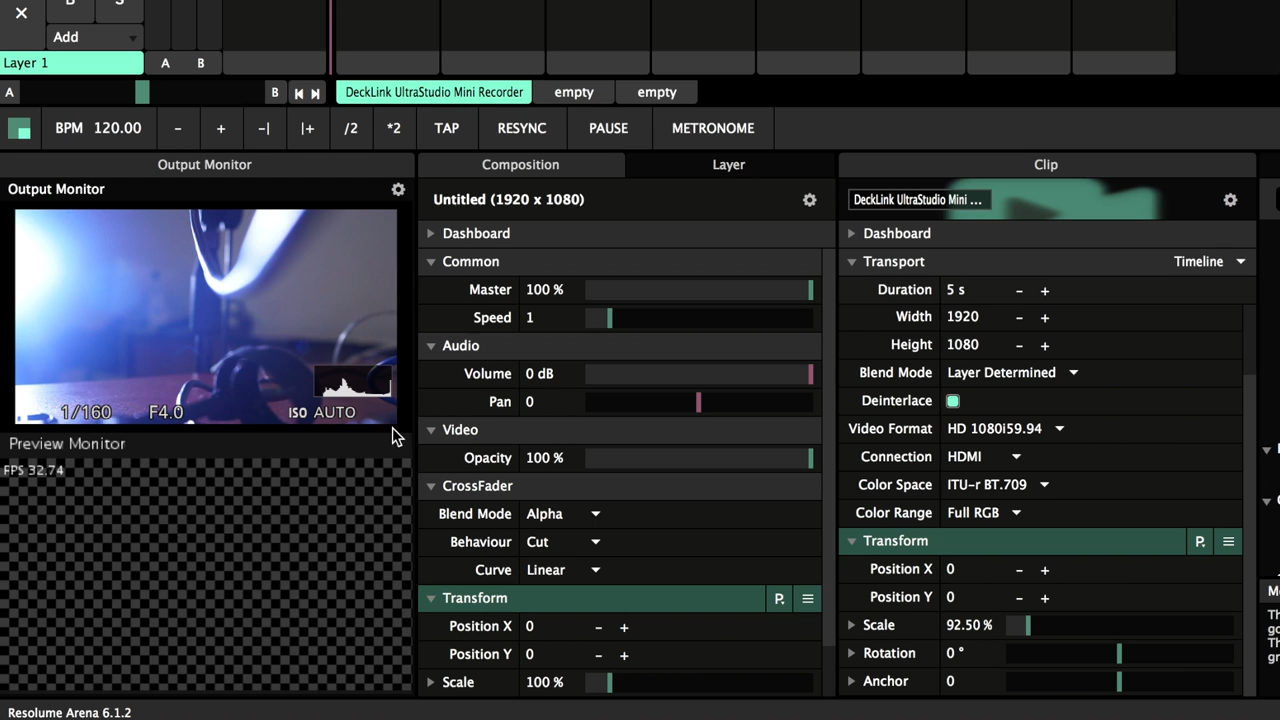 × B S
Add
Layer 1 A B
A B DeckLink UltraStudio Mini Recorder empty empty
BPM 120.00 - + -| |+ /2 *2 TAP RESYNC PAUSE METRONOME
Output Monitor
Output Monitor
1/160 F4.0 ISO AUTO
Preview Monitor
FPS 32.74
Composition Layer
Untitled (1920 x 1080)
Dashboard
Common
Master 100 %
Speed 1
Audio
Volume 0 dB
Pan 0
Video
Opacity 100 %
CrossFader
Blend Mode Alpha
Behaviour Cut
Curve Linear
Transform P.
Position X 0 - +
Position Y 0 - +
Scale 100 %
Clip
DeckLink UltraStudio Mini ...
Dashboard
Transport Timeline
Duration 5 s - +
Width 1920 - +
Height 1080 - +
Blend Mode Layer Determined
Deinterlace
Video Format HD 1080i59.94
Connection HDMI
Color Space ITU-r BT.709
Color Range Full RGB
Transform P.
Position X 0 - +
Position Y 0 - +
Scale 92.50 %
Rotation 0 °
Anchor 0
Resolume Arena 6.1.2